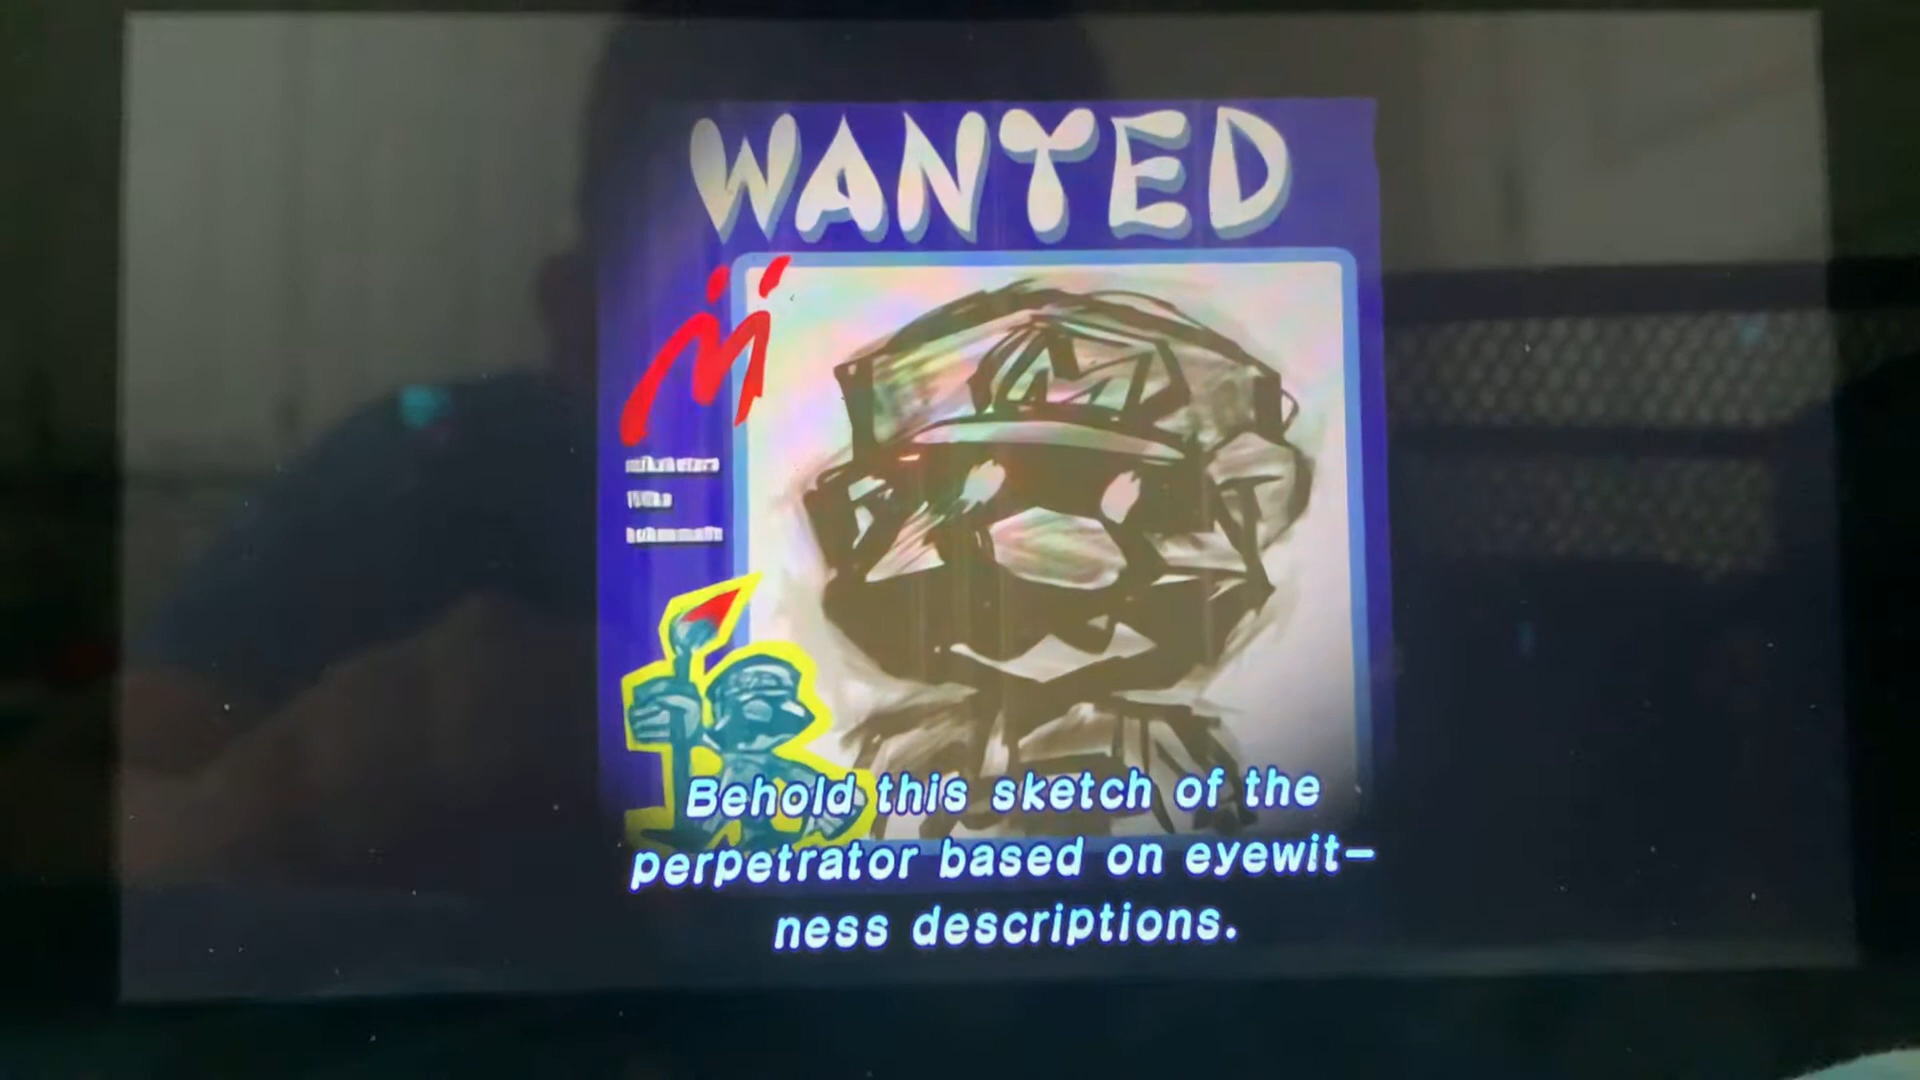 WANTED
M
M
Behold this sketch of the
perpetrator based on eyewit-
ness descriptions.